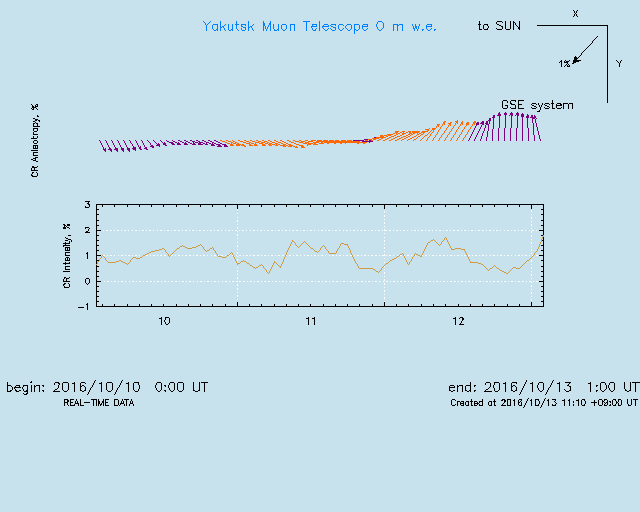 Yakutsk Muon Telescope 0 m w.e.
to SUN
X
1%
Y
GSE system
CR Anisotropy, %
CR Intensity, %
3
2
1
0
-1
10 11 12
begin: 2016/10/10 0:00 UT
end: 2016/10/13 1:00 UT
REAL-TIME DATA
Created at 2016/10/13 11:10 +09:00 UT